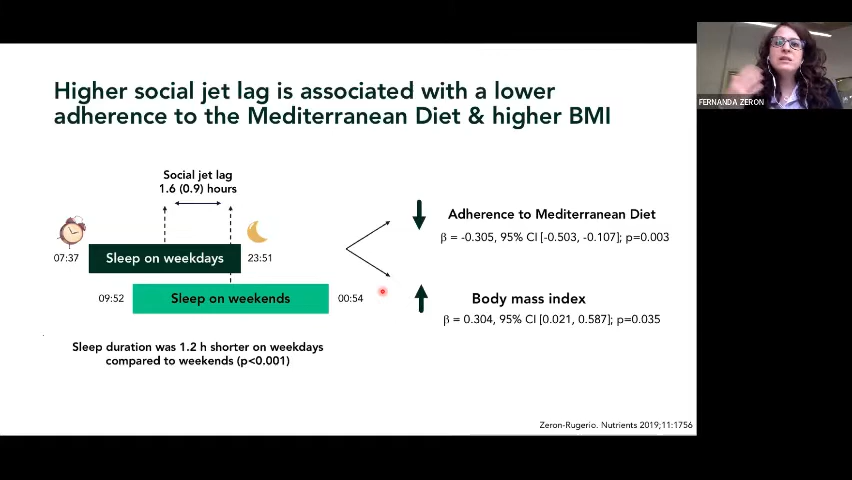 Higher social jet lag is associated with a lower
adherence to the Mediterranean Diet & higher BMI
FERNANDA ZERON
Social jet lag
1.6 (0.9) hours
07:37
Sleep on weekdays
23:51
09:52
Sleep on weekends
00:54
Sleep duration was 1.2 h shorter on weekdays
compared to weekends (p<0.001)
Adherence to Mediterranean Diet
β = -0.305, 95% CI [-0.503, -0.107]; p=0.003
Body mass index
β = 0.304, 95% CI [0.021, 0.587]; p=0.035
Zeron-Rugerio. Nutrients 2019;11:1756